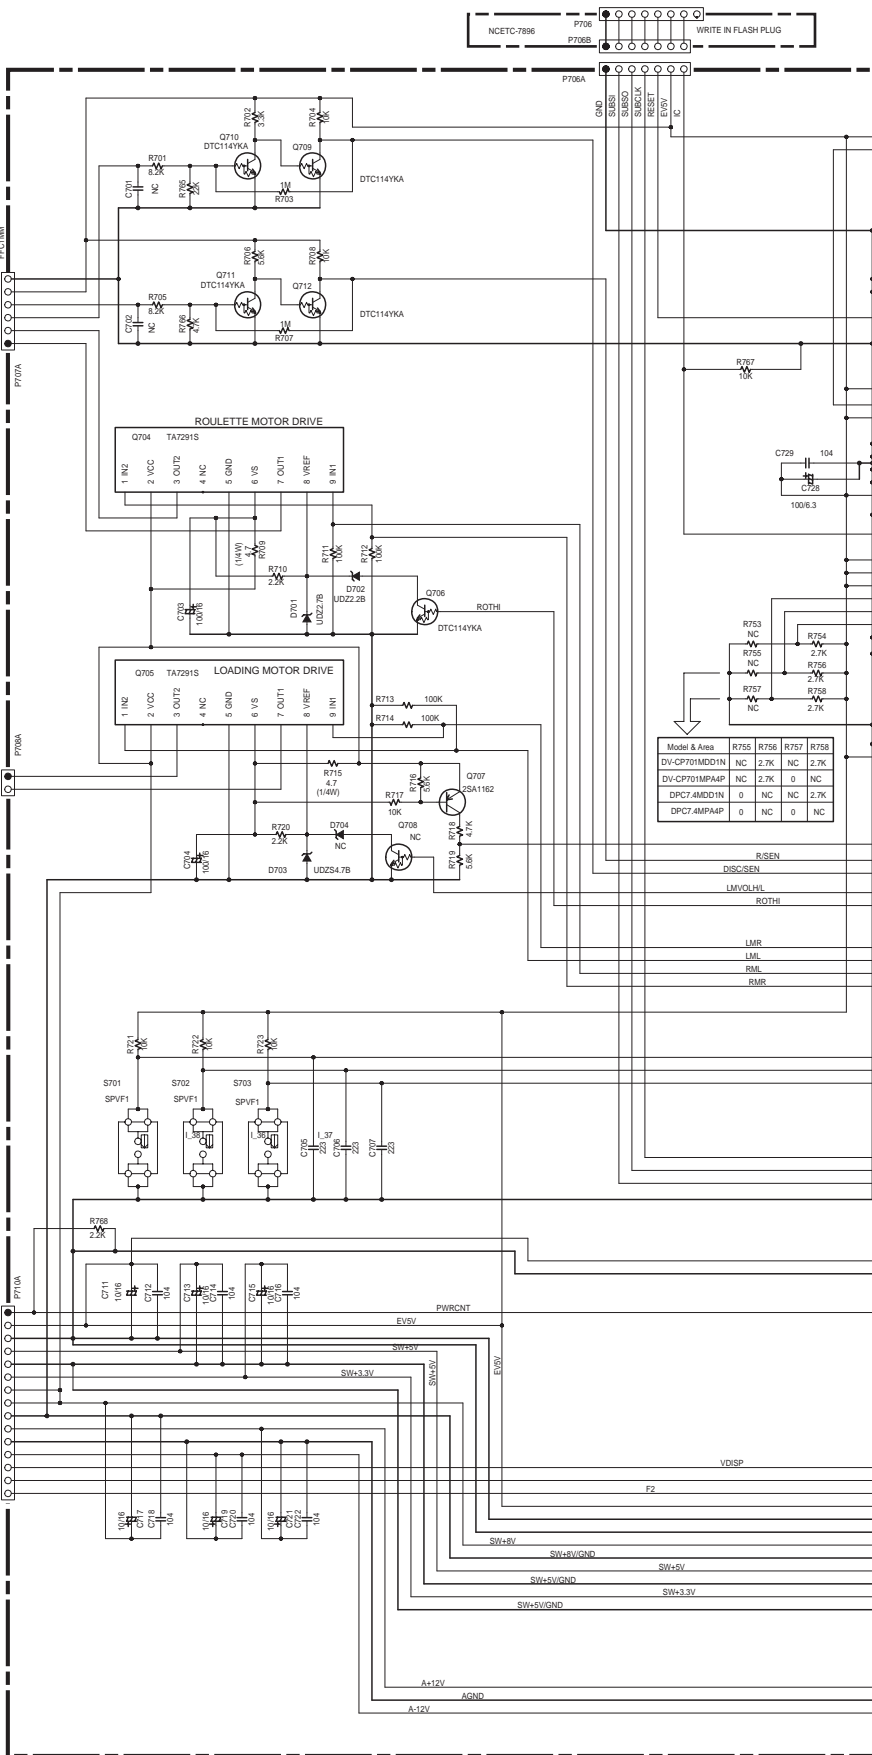 P706
NCETC-7896
WRITE IN FLASH PLUG
P706B
P706A
GND
SUBSI
SUBSO
SUBCLK
RESET
EV5V
IC
R702
3.3K
R704
10K
Q710
DTC114YKA
Q709
DTC114YKA
R701
8.2K
C701
NC
R765
22K
1M
R703
R706
5.6K
R708
10K
Q711
DTC114YKA
Q712
DTC114YKA
R705
8.2K
C702
NC
R766
4.7K
1M
R707
P707A
R767
10K
ROULETTE MOTOR DRIVE
Q704 TA7291S
1 IN2
2 VCC
3 OUT2
4 NC
5 GND
6 VS
7 OUT1
8 VREF
9 IN1
C729 104
C728
100/6.3
(1/4W)
4.7
R709
R711
100K
R712
100K
R710
2.2K
D702
UDZ2.2B
D701
UDZ2.7B
C703
100/16
Q706
DTC114YKA
ROTHI
R753
NC
R754
2.7K
R755
NC
R756
2.7K
R757
NC
R758
2.7K
LOADING MOTOR DRIVE
Q705 TA7291S
1 IN2
2 VCC
3 OUT2
4 NC
5 GND
6 VS
7 OUT1
8 VREF
9 IN1
R713 100K
R714 100K
P708A
R715
4.7
(1/4W)
R716
5.6K
Q707
2SA1162
R717
10K
R718
4.7K
R719
5.6K
R720
2.2K
D704
NC
Q708
NC
C704
100/16
D703 UDZS4.7B
Model & Area R755 R756 R757 R758
DV-CP701MDD1N NC 2.7K NC 2.7K
DV-CP701MPA4P NC 2.7K 0 NC
DPC7.4MDD1N 0 NC NC 2.7K
DPC7.4MPA4P 0 NC 0 NC
R/SEN
DISC/SEN
LMVOLH/L
ROTHI
LMR
LML
RML
RMR
R721
10K
R722
10K
R723
10K
S701
SPVF1
S702
SPVF1
S703
SPVF1
I_38
I_36
I_37
C705
223
C706
223
C707
223
R768
2.2K
P710A
C711
10/16
C712
104
C713
10/16
C714
104
C715
10/16
C716
104
PWRCNT
EV5V
SW+5V
SW+3.3V
SW+5V
EV5V
VDISP
F2
10/16
C717
C718
104
10/16
C719
C720
104
10/16
C721
C722
104
SW+8V
SW+8V/GND
SW+5V
SW+5V/GND
SW+3.3V
SW+5V/GND
A+12V
AGND
A-12V